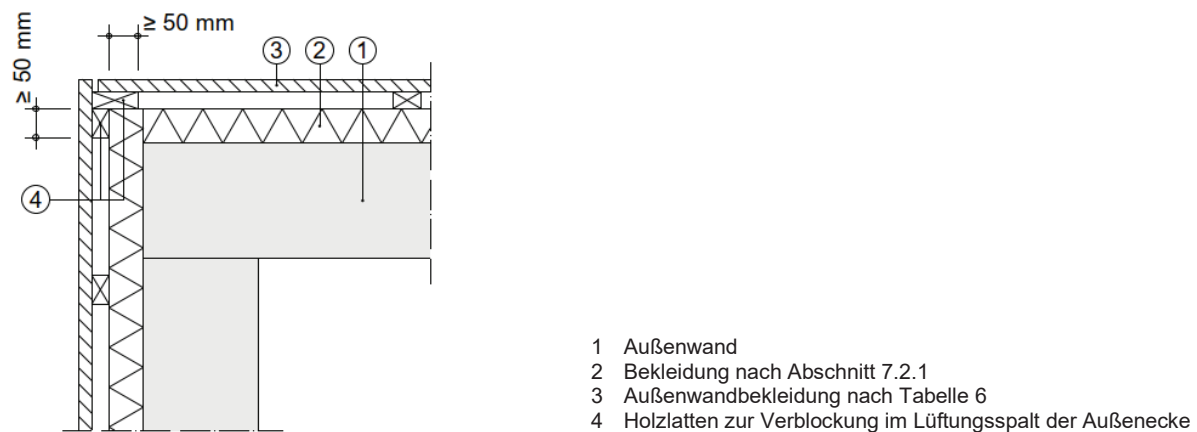 ≥ 50 mm
≥ 50 mm
3 2 1
4
1 Außenwand
2 Bekleidung nach Abschnitt 7.2.1
3 Außenwandbekleidung nach Tabelle 6
4 Holzlatten zur Verblockung im Lüftungsspalt der Außenecke